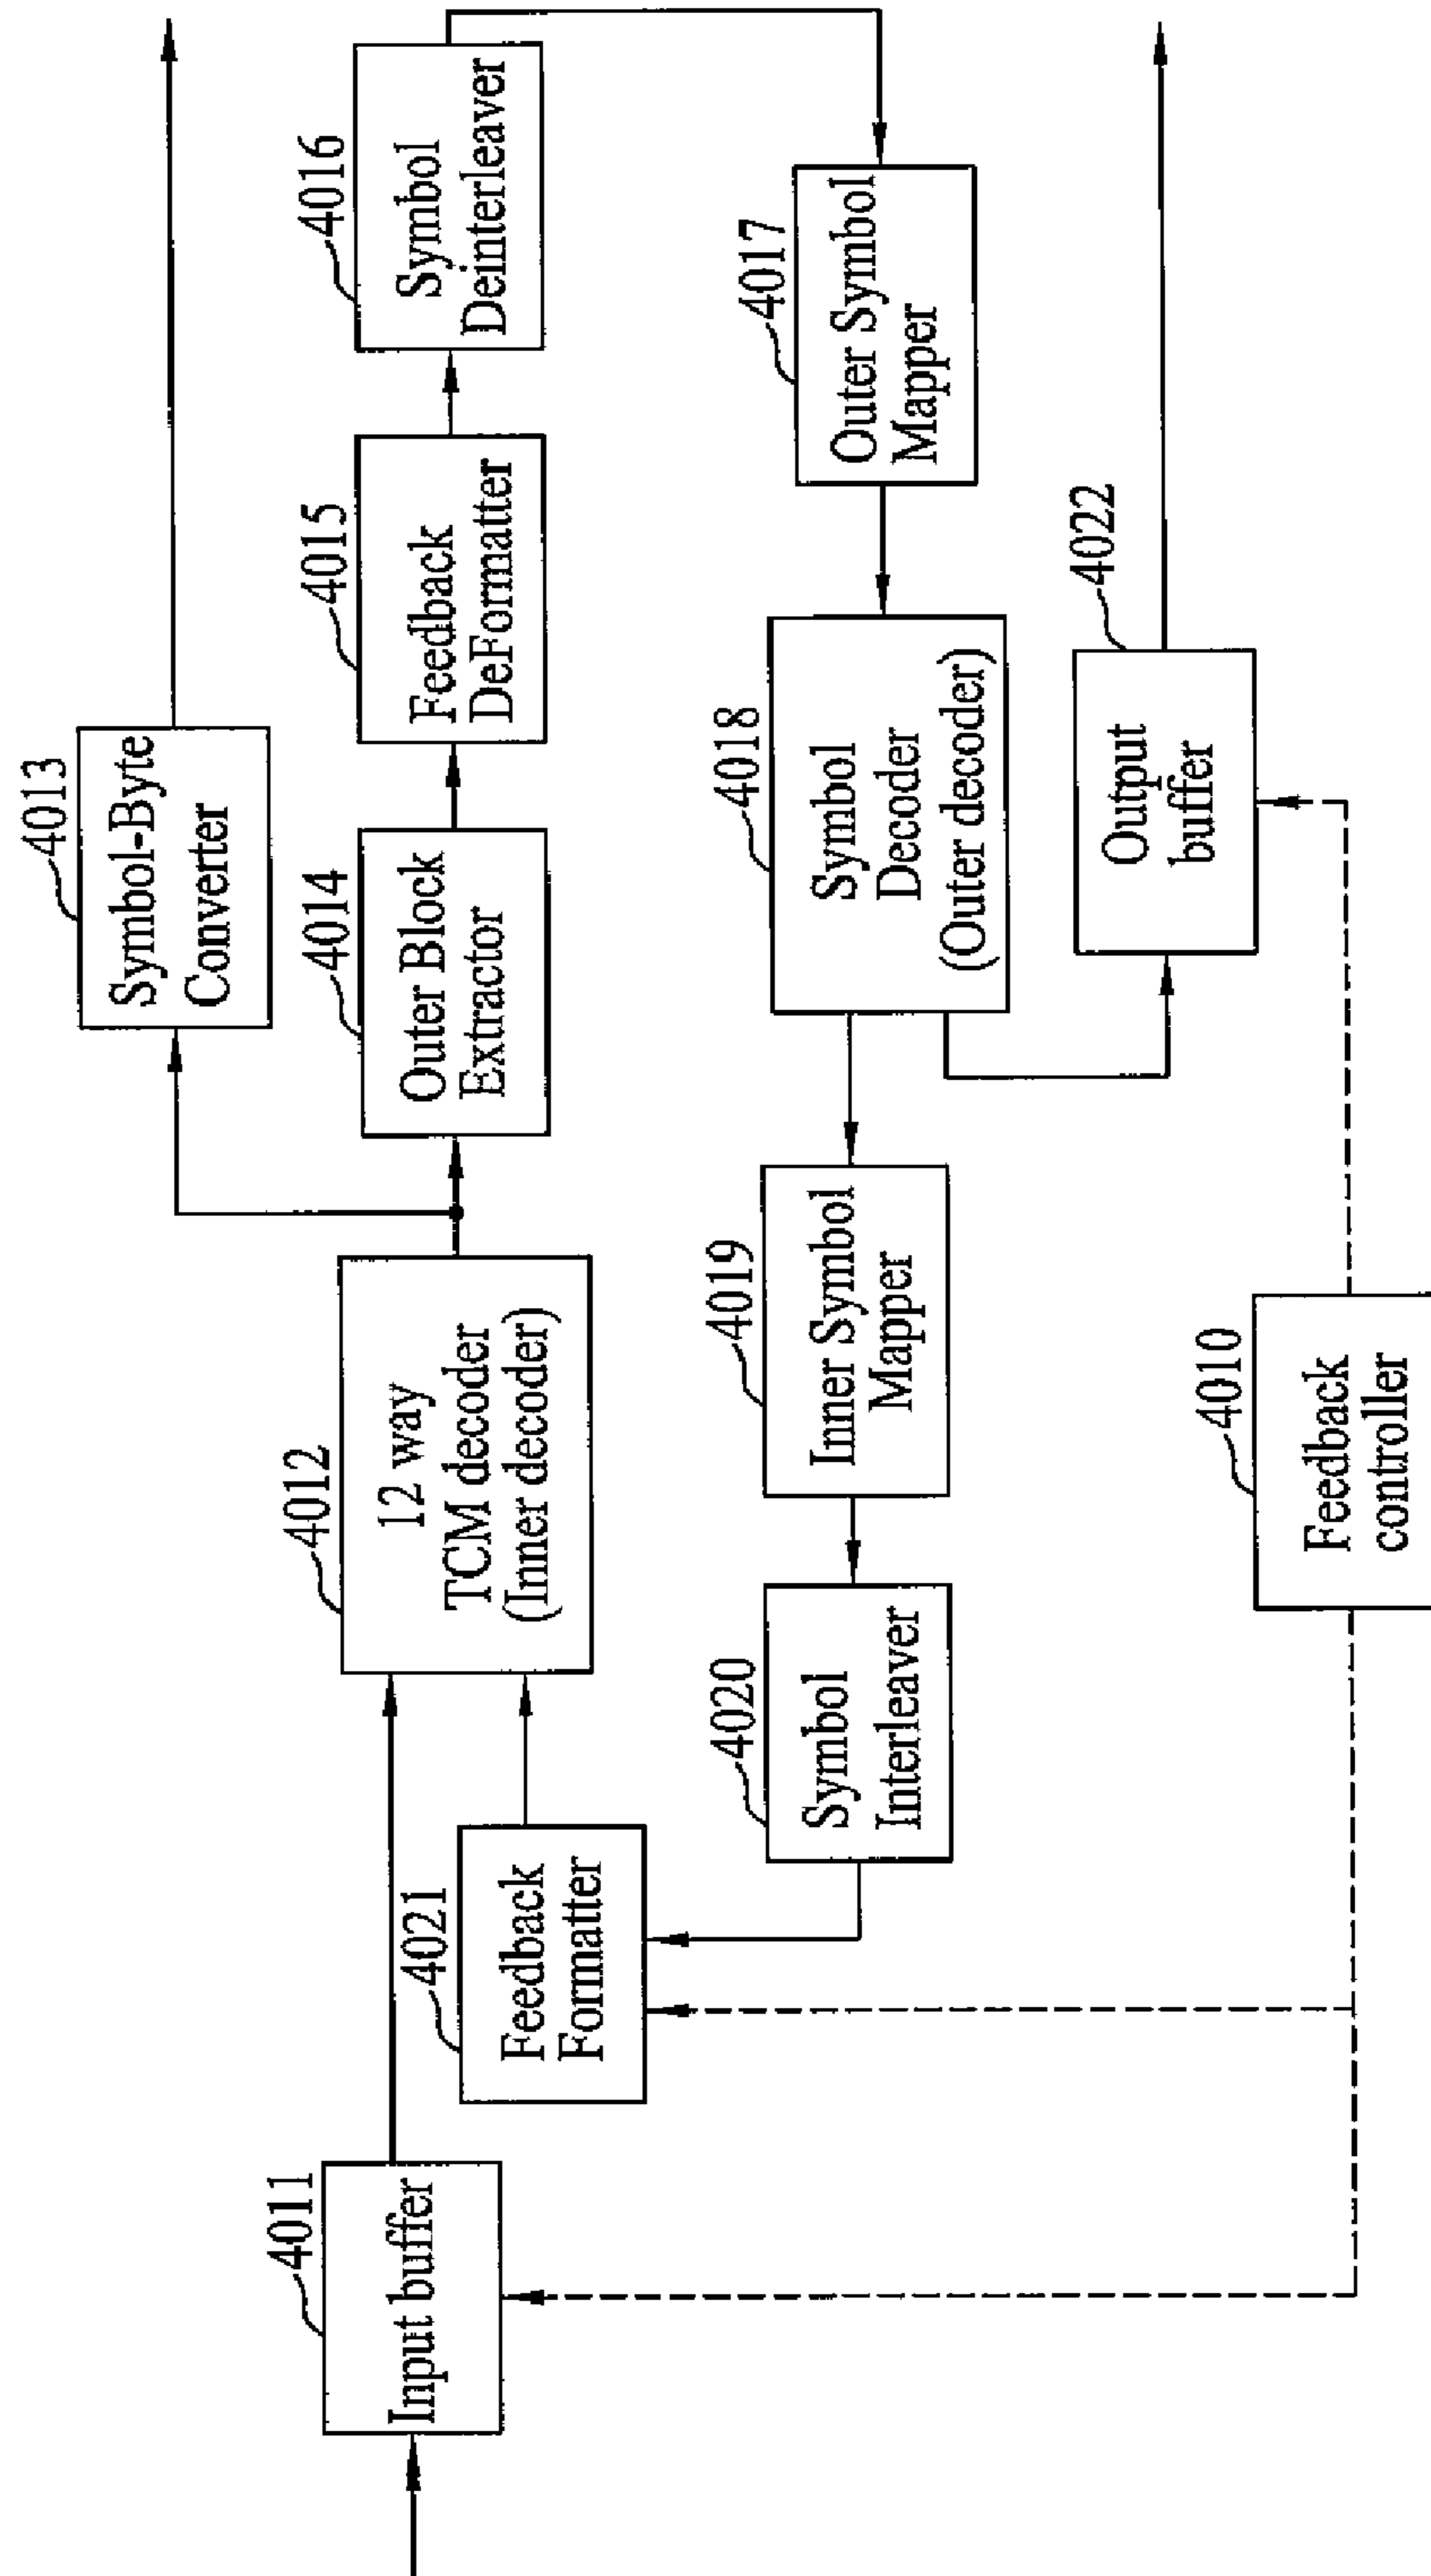 4011
Input buffer
4021
Feedback
Formatter
4012
12 way
TCM decoder
(Inner decoder)
4013
Symbol-Byte
Converter
4014
Outer Block
Extractor
4015
Feedback
DeFormatter
4016
Symbol
Deinterleaver
4017
Outer Symbol
Mapper
4018
Symbol
Decoder
(Outer decoder)
4019
Inner Symbol
Mapper
4020
Symbol
Interleaver
4022
Output
buffer
4010
Feedback
controller